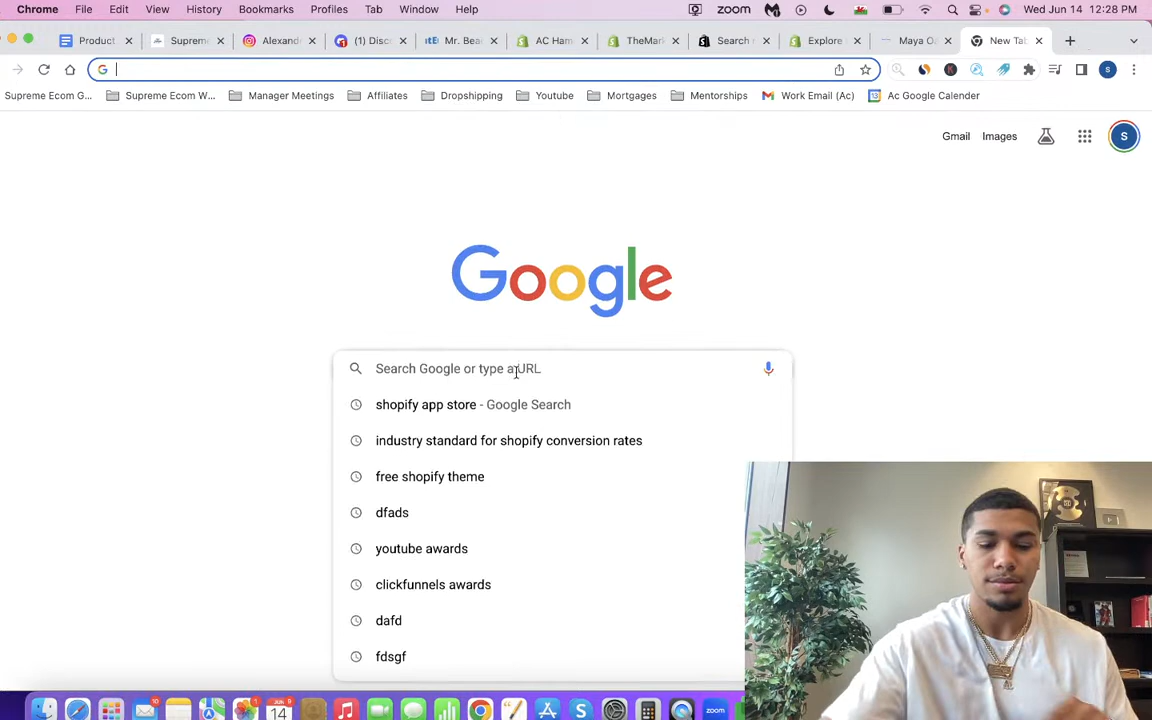 Chrome File Edit View History Bookmarks Profiles Tab Window Help zoom Wed Jun 14 12:28 PM
Product Supreme Alexand (1) Disco Mr. Bea AC Ham TheMark Search Explore Maya Ca New Tab
Supreme Ecom G... Supreme Ecom W... Manager Meetings Affiliates Dropshipping Youtube Mortgages Mentorships Work Email (Ac) Ac Google Calendar
Gmail Images S
Google
Search Google or type a URL
shopify app store - Google Search
industry standard for shopify conversion rates
free shopify theme
dfads
youtube awards
clickfunnels awards
dafd
fdsgf
zoom